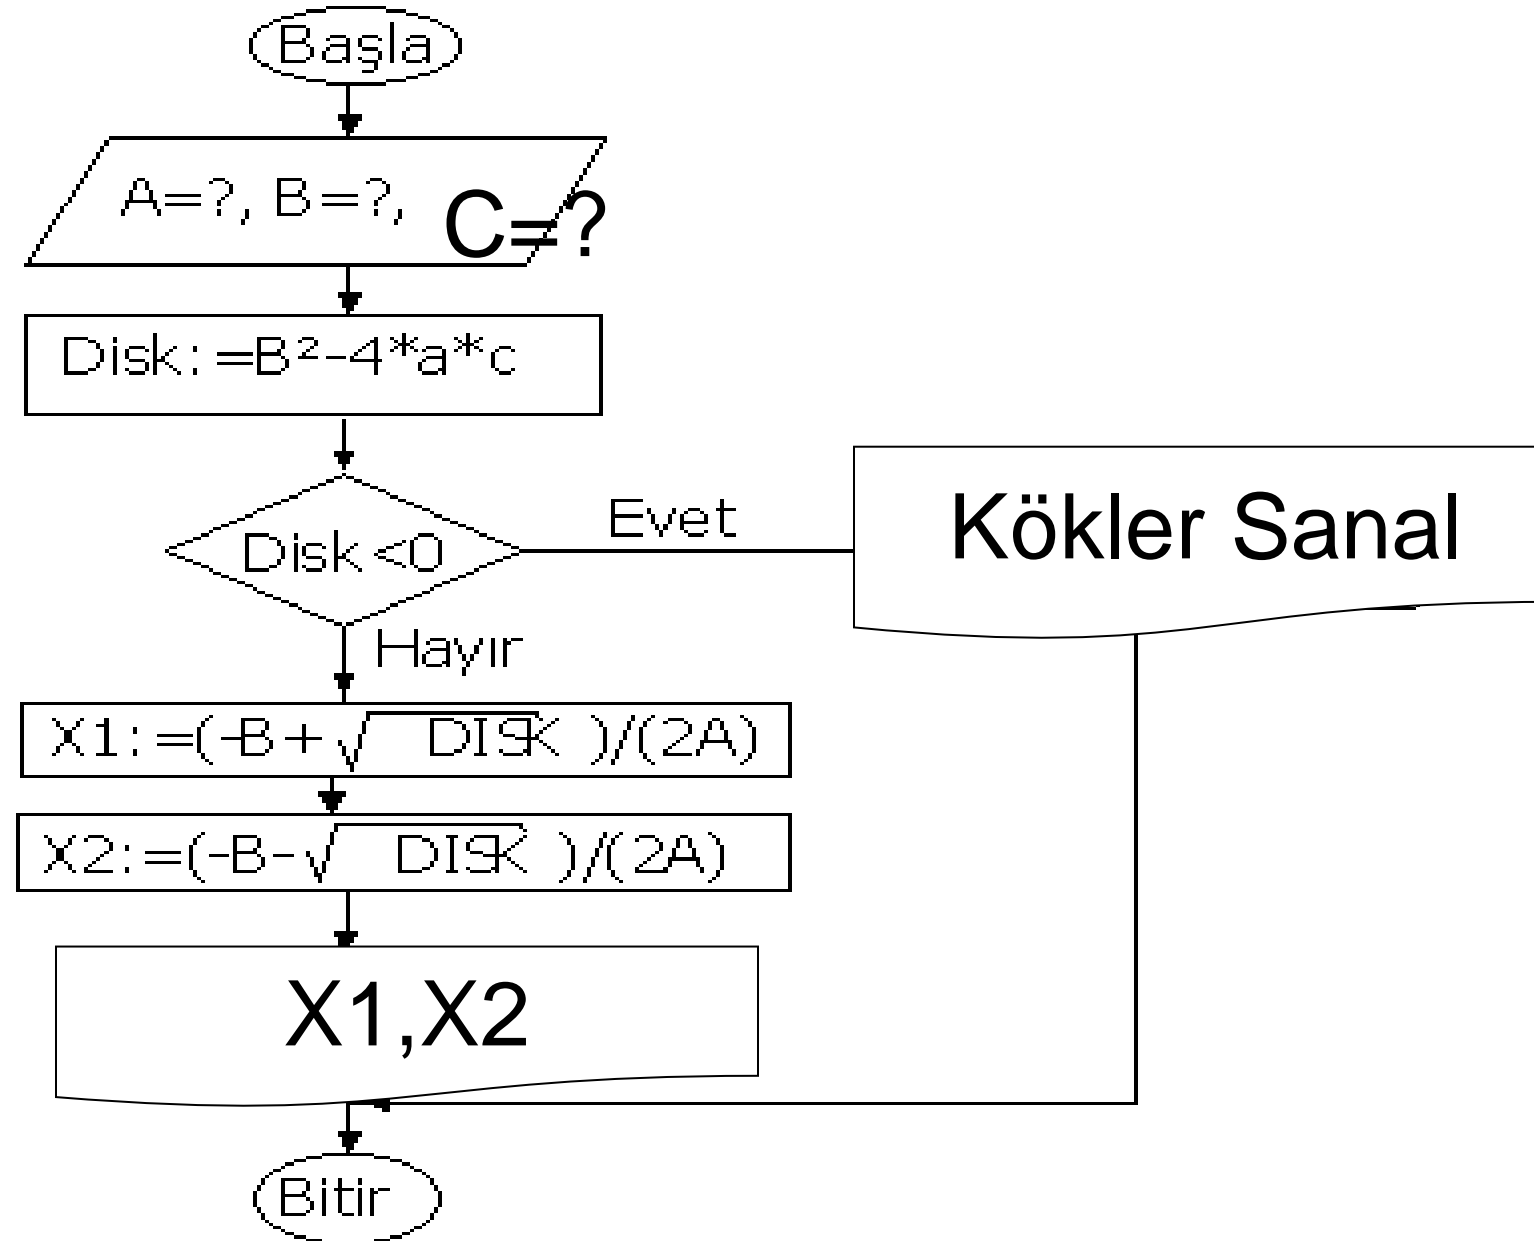 Başla
A=?, B=?, C=?
Disk:=B²-4*a*c
Disk<0
Evet
Kökler Sanal
Hayır
X1:=(-B+√DISK )/(2A)
X2:=(-B-√DISK )/(2A)
X1,X2
Bitir